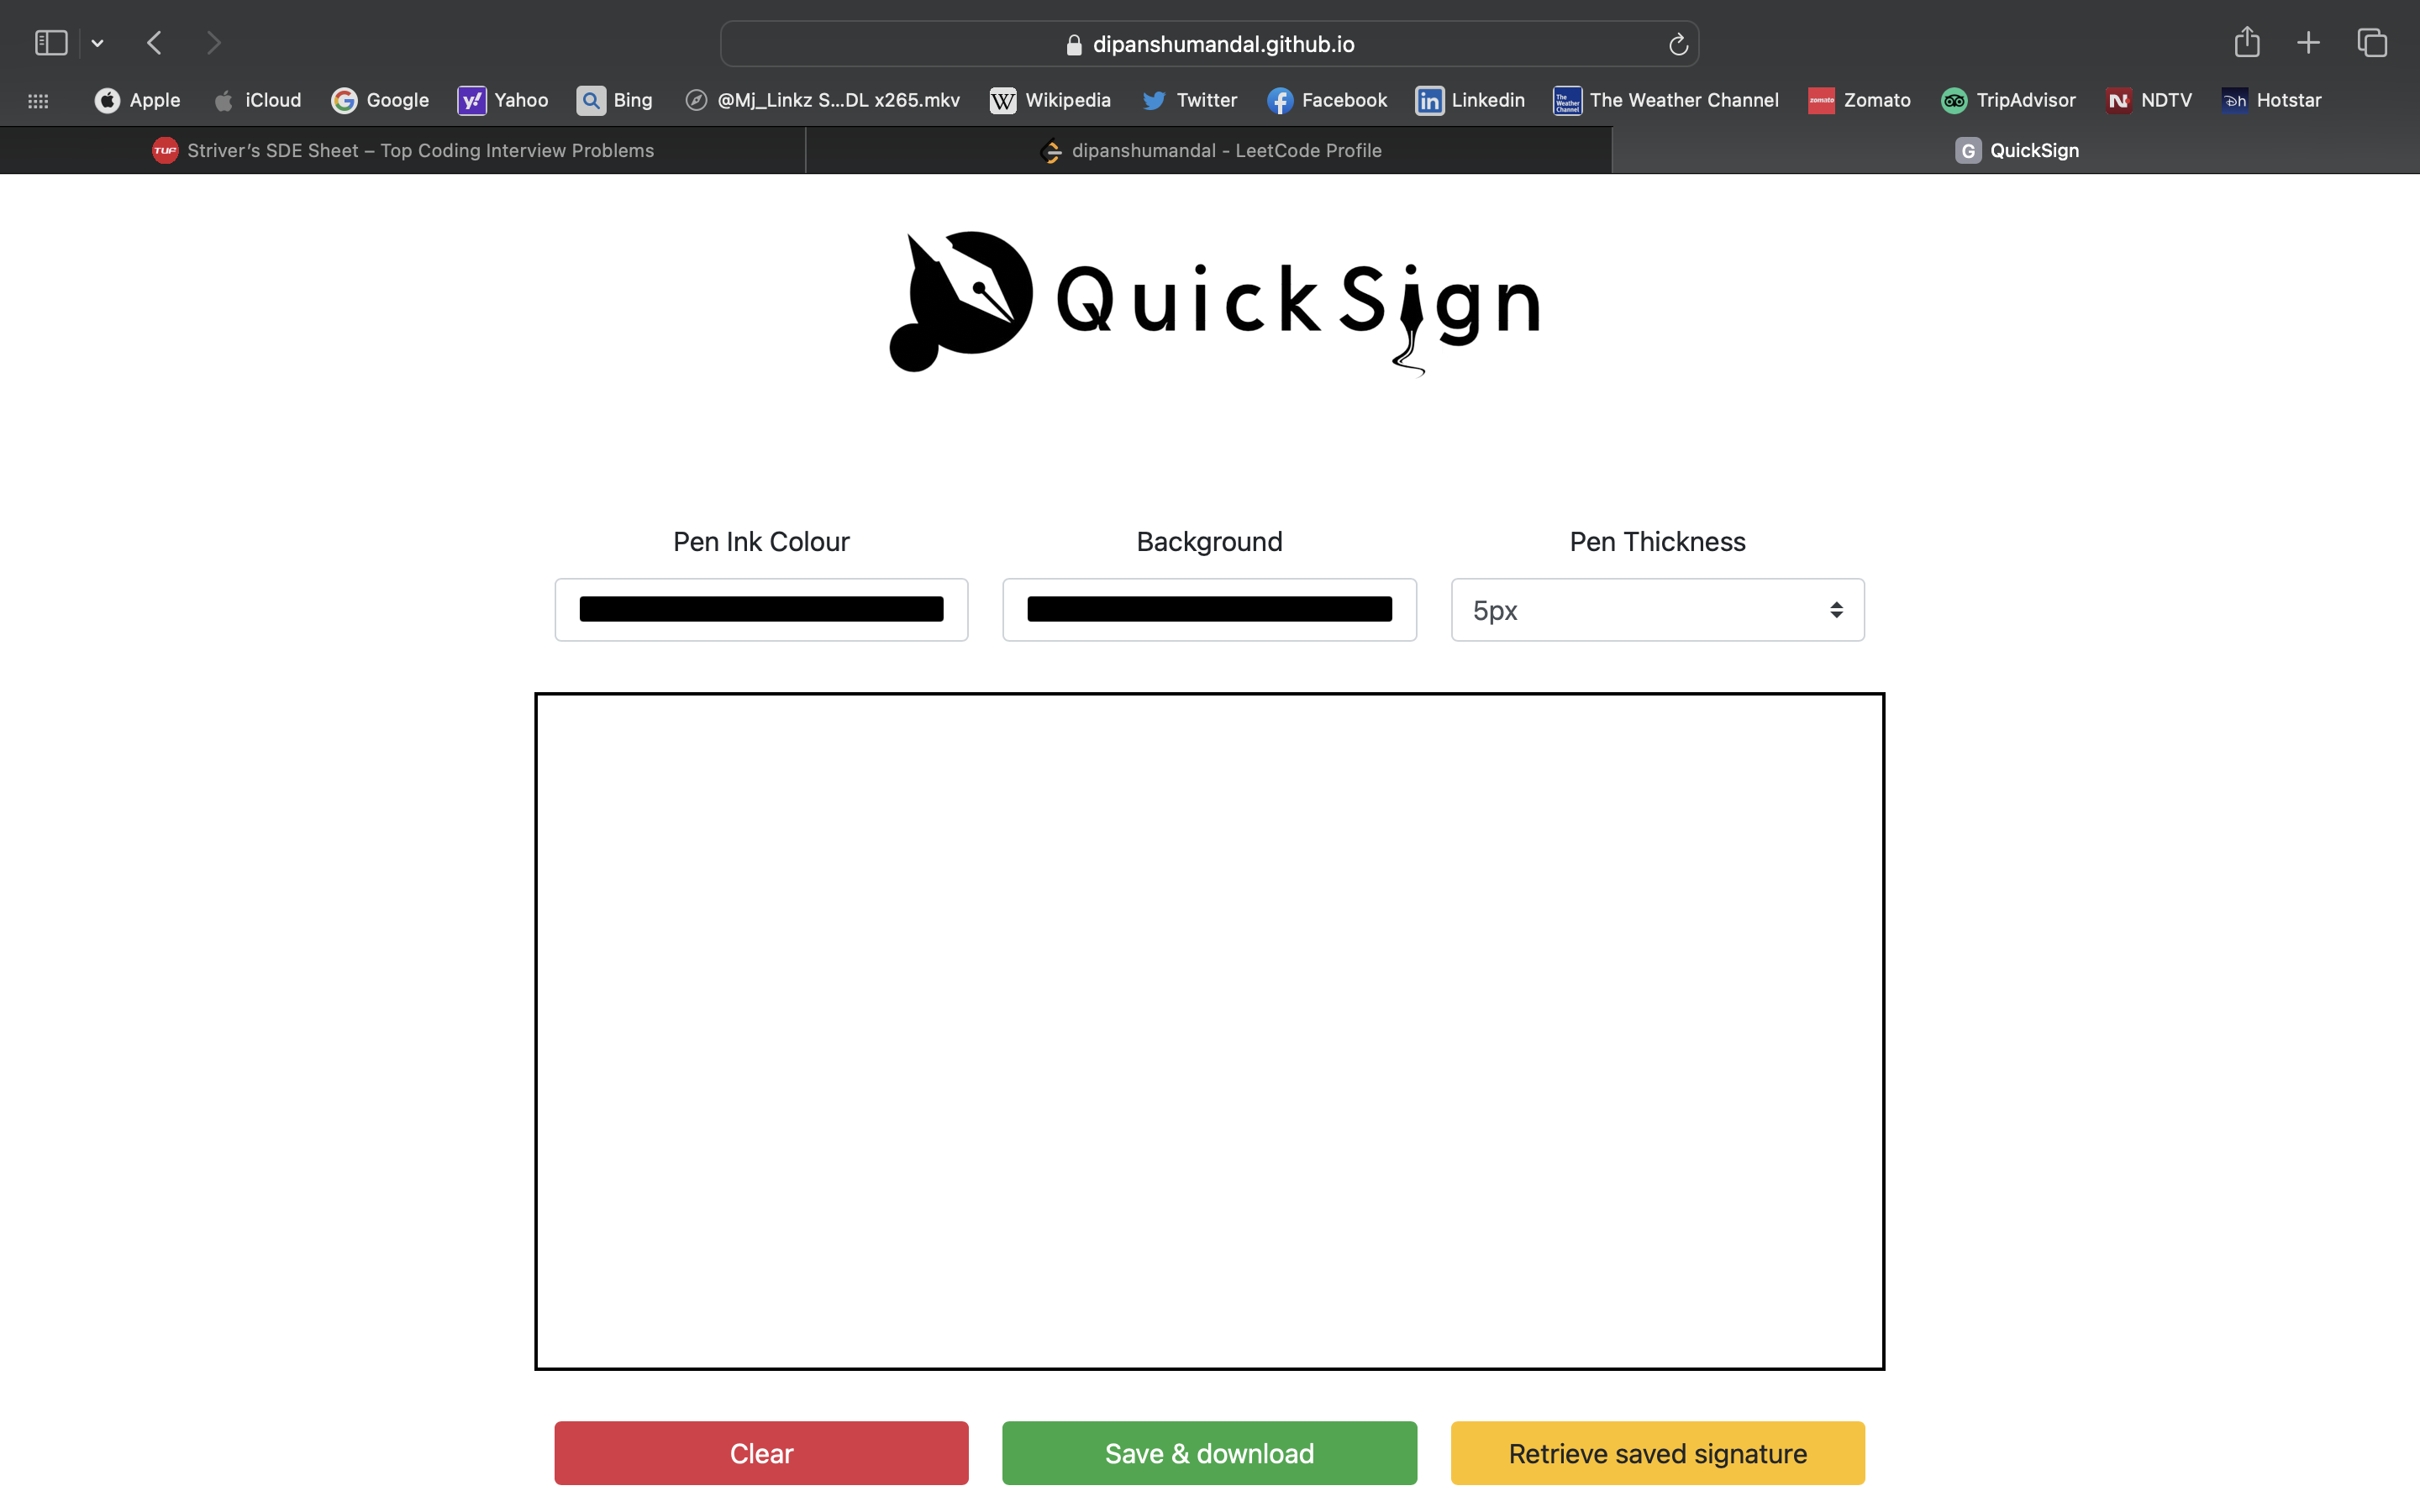 dipanshumandal.github.io
Apple iCloud Google Yahoo Bing @Mj_Linkz S...DL x265.mkv Wikipedia Twitter Facebook Linkedin The Weather Channel Zomato TripAdvisor NDTV Hotstar
Striver's SDE Sheet – Top Coding Interview Problems dipanshumandal - LeetCode Profile QuickSign
QuickSign
Pen Ink Colour Background Pen Thickness
5px
Clear Save & download Retrieve saved signature